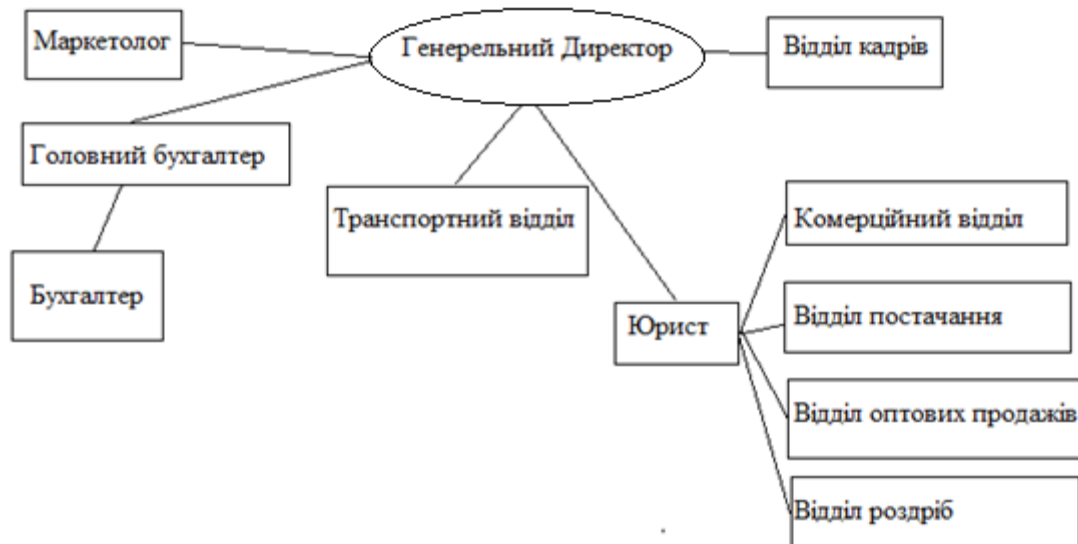 Маркетолог
Генерельний Директор
Відділ кадрів
Головний бухгалтер
Транспортний відділ
Комерційний відділ
Бухгалтер
Юрист
Відділ постачання
Відділ оптових продажів
Відділ роздріб